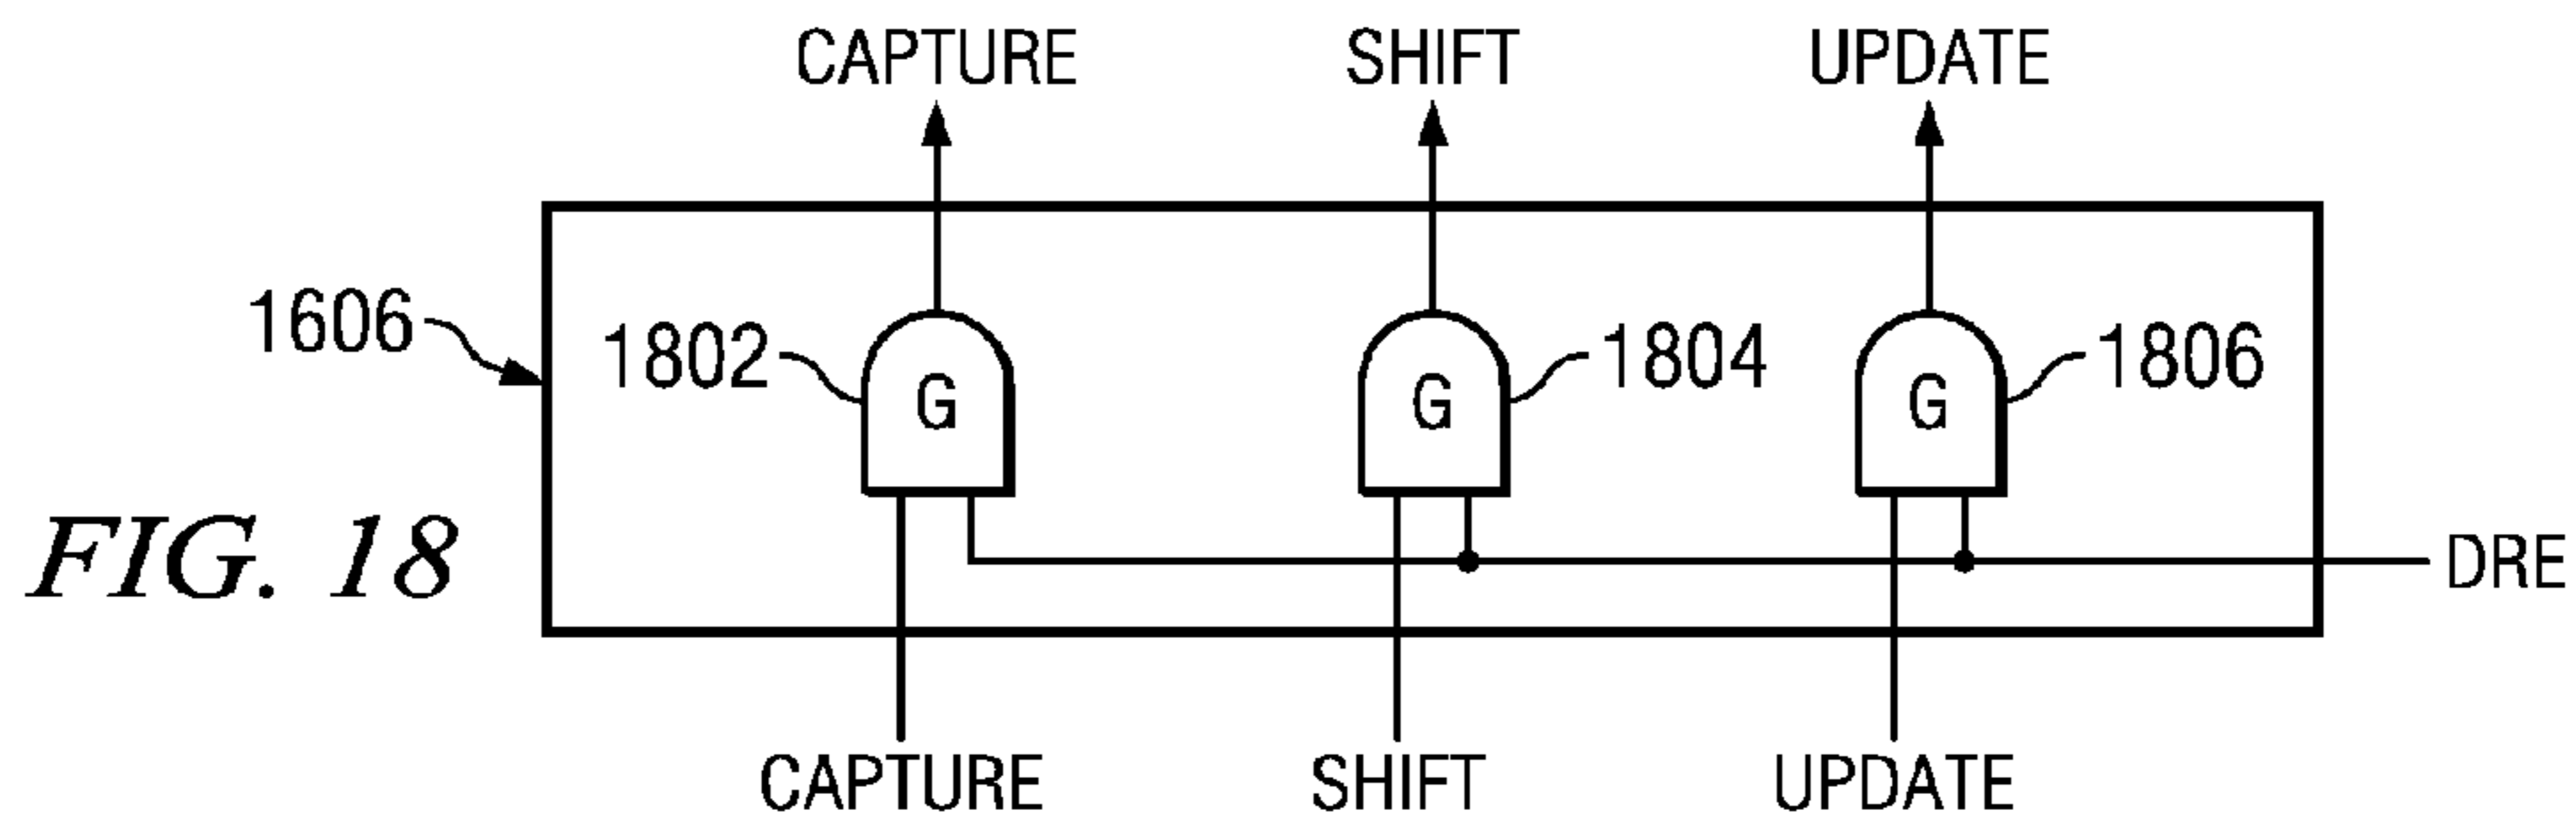 CAPTURE SHIFT UPDATE
1606 1802 G G 1804 G 1806
FIG. 18
DRE
CAPTURE SHIFT UPDATE